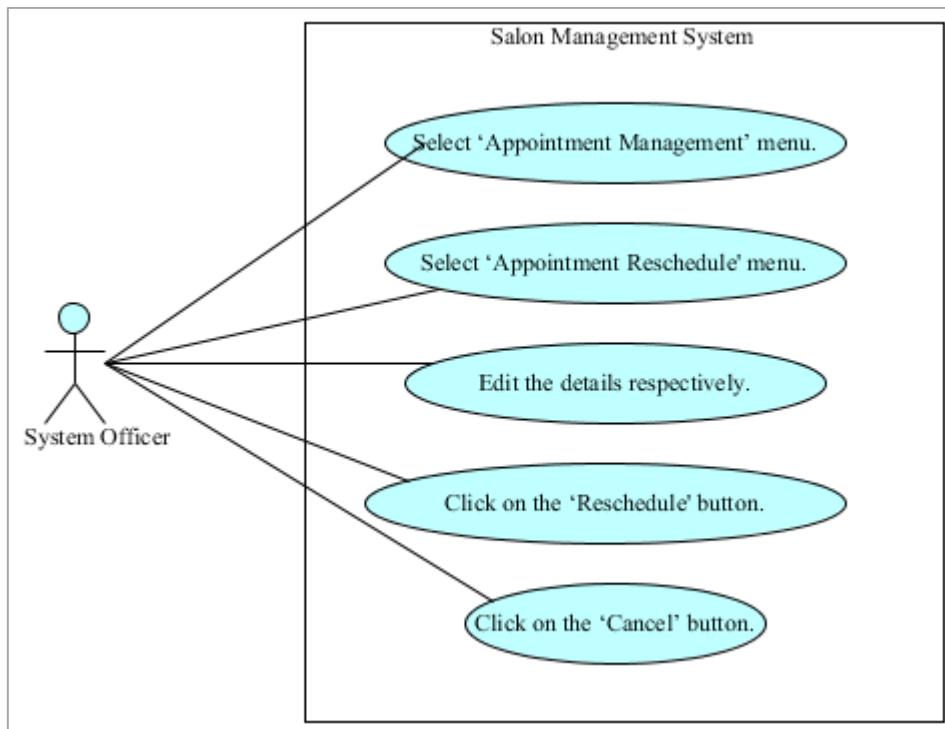 Salon Management System
Select ‘Appointment Management’ menu.
Select ‘Appointment Reschedule' menu.
Edit the details respectively.
System Officer
Click on the ‘Reschedule' button.
Click on the ‘Cancel’ button.